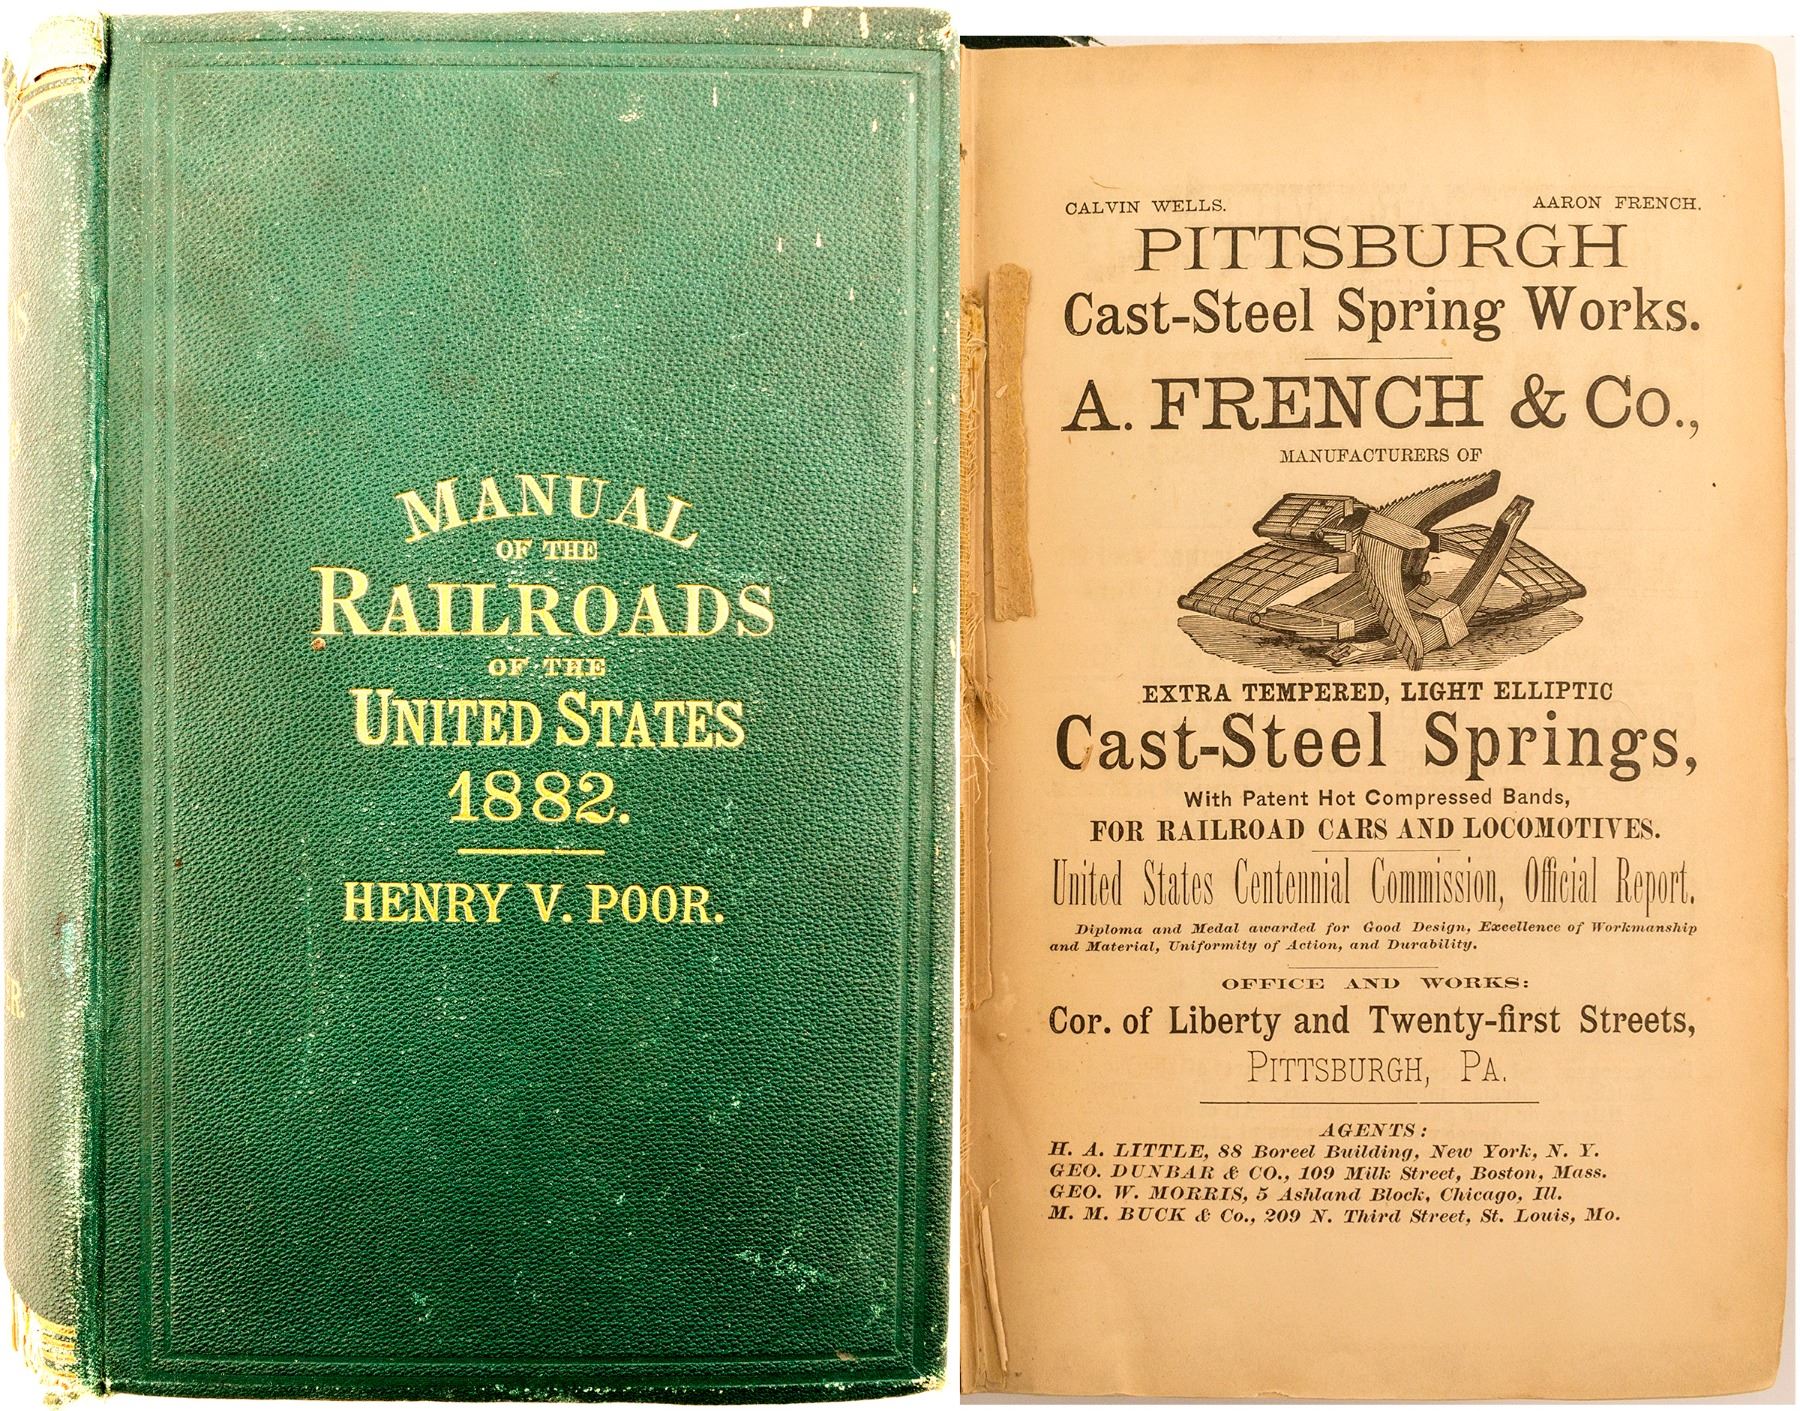 MANUAL
OF THE
RAILROADS
OF THE
UNITED STATES
1882.
HENRY V. POOR.
CALVIN WELLS. AARON FRENCH.
PITTSBURGH
Cast-Steel Spring Works.
A. FRENCH & Co.,
MANUFACTURERS OF
EXTRA TEMPERED, LIGHT ELLIPTIC
Cast-Steel Springs,
With Patent Hot Compressed Bands,
FOR RAILROAD CARS AND LOCOMOTIVES.
United States Centennial Commission, Official Report.
Diploma and Medal awarded for Good Design, Excellence of Workmanship
and Material, Uniformity of Action, and Durability.
OFFICE AND WORKS:
Cor. of Liberty and Twenty-first Streets,
PITTSBURGH, PA.
AGENTS:
H. A. LITTLE, 88 Boreel Building, New York, N. Y.
GEO. DUNBAR & CO., 109 Milk Street, Boston, Mass.
GEO. W. MORRIS, 5 Ashland Block, Chicago, Ill.
M. M. BUCK & Co., 209 N. Third Street, St. Louis, Mo.